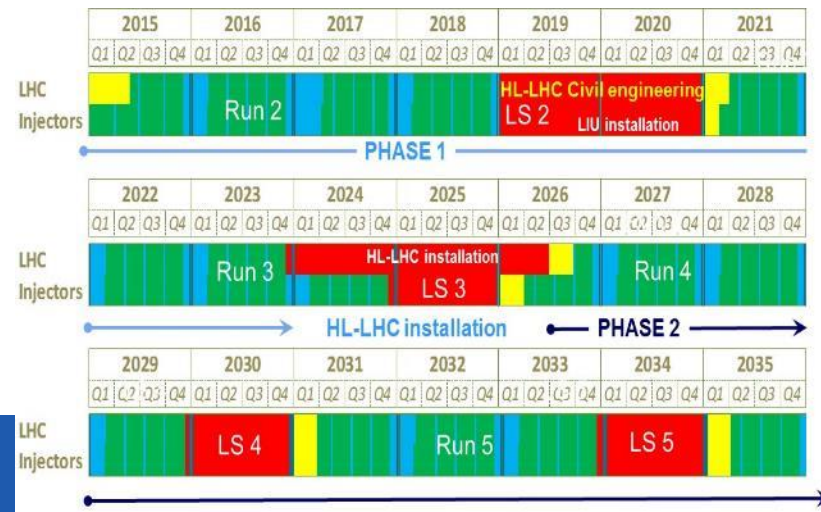 2015 2016 2017 2018 2019 2020 2021
Q1 Q2 Q3 Q4 Q1 Q2 Q3 Q4 Q1 Q2 Q3 Q4 Q1 Q2 Q3 Q4 Q1 Q2 Q3 Q4 Q1 Q2 Q3 Q4 Q1 Q2 Q3 Q4
LHC HL-LHC Civil engineering
Run 2 LS 2
Injectors LIU installation
PHASE 1
2022 2023 2024 2025 2026 2027 2028
Q1 Q2 Q3 Q4 Q1 Q2 Q3 Q4 Q1 Q2 Q3 Q4 Q1 Q2 Q3 Q4 Q1 Q2 Q3 Q4 Q1 Q2 Q3 Q4 Q1 Q2 Q3 Q4
LHC HL-LHC installation
Run 3 Run 4
Injectors LS 3
HL-LHC installation PHASE 2
2029 2030 2031 2032 2033 2034 2035
Q1 Q2 Q3 Q4 Q1 Q2 Q3 Q4 Q1 Q2 Q3 Q4 Q1 Q2 Q3 Q4 Q1 Q2 Q3 Q4 Q1 Q2 Q3 Q4 Q1 Q2 Q3 Q4
LHC
LS 4 Run 5 LS 5
Injectors